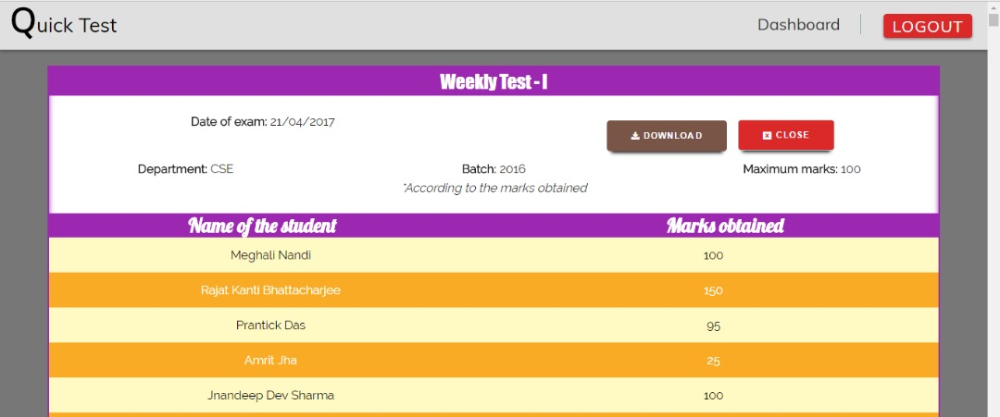 Quick Test Dashboard LOGOUT
Weekly Test - I
Date of exam: 21/04/2017 DOWNLOAD CLOSE
Department: CSE Batch: 2016 Maximum marks: 100
*According to the marks obtained
Name of the student Marks obtained
Meghali Nandi 100
Rajat Kanti Bhattacharjee 150
Prantick Das 95
Amrit Jha 25
Jnandeep Dev Sharma 100